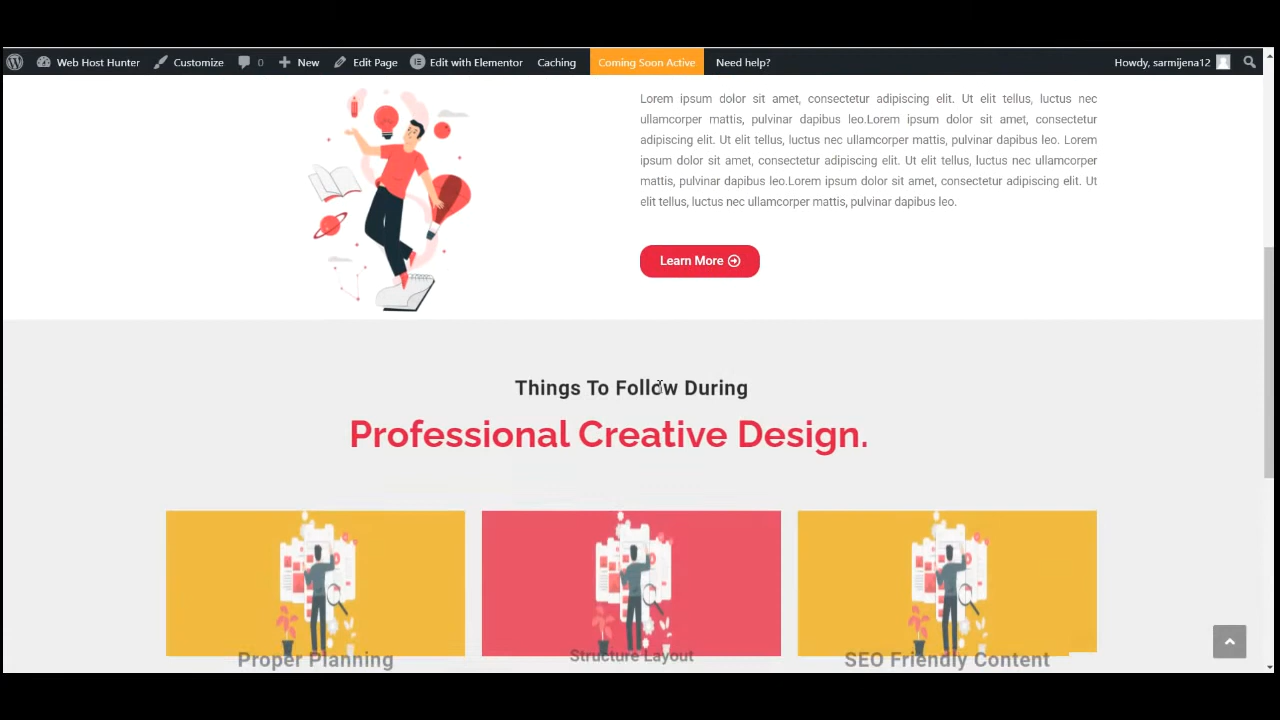 Web Host Hunter Customize 0 New Edit Page Edit with Elementor Caching Coming Soon Active Need help? Howdy, sarmijena12
Lorem ipsum dolor sit amet, consectetur adipiscing elit. Ut elit tellus, luctus nec
ullamcorper mattis, pulvinar dapibus leo.Lorem ipsum dolor sit amet, consectetur
adipiscing elit. Ut elit tellus, luctus nec ullamcorper mattis, pulvinar dapibus leo. Lorem
ipsum dolor sit amet, consectetur adipiscing elit. Ut elit tellus, luctus nec ullamcorper
mattis, pulvinar dapibus leo.Lorem ipsum dolor sit amet, consectetur adipiscing elit. Ut
elit tellus, luctus nec ullamcorper mattis, pulvinar dapibus leo.
Learn More
Things To Follow During
Professional Creative Design.
Proper Planning
Structure Layout
SEO Friendly Content